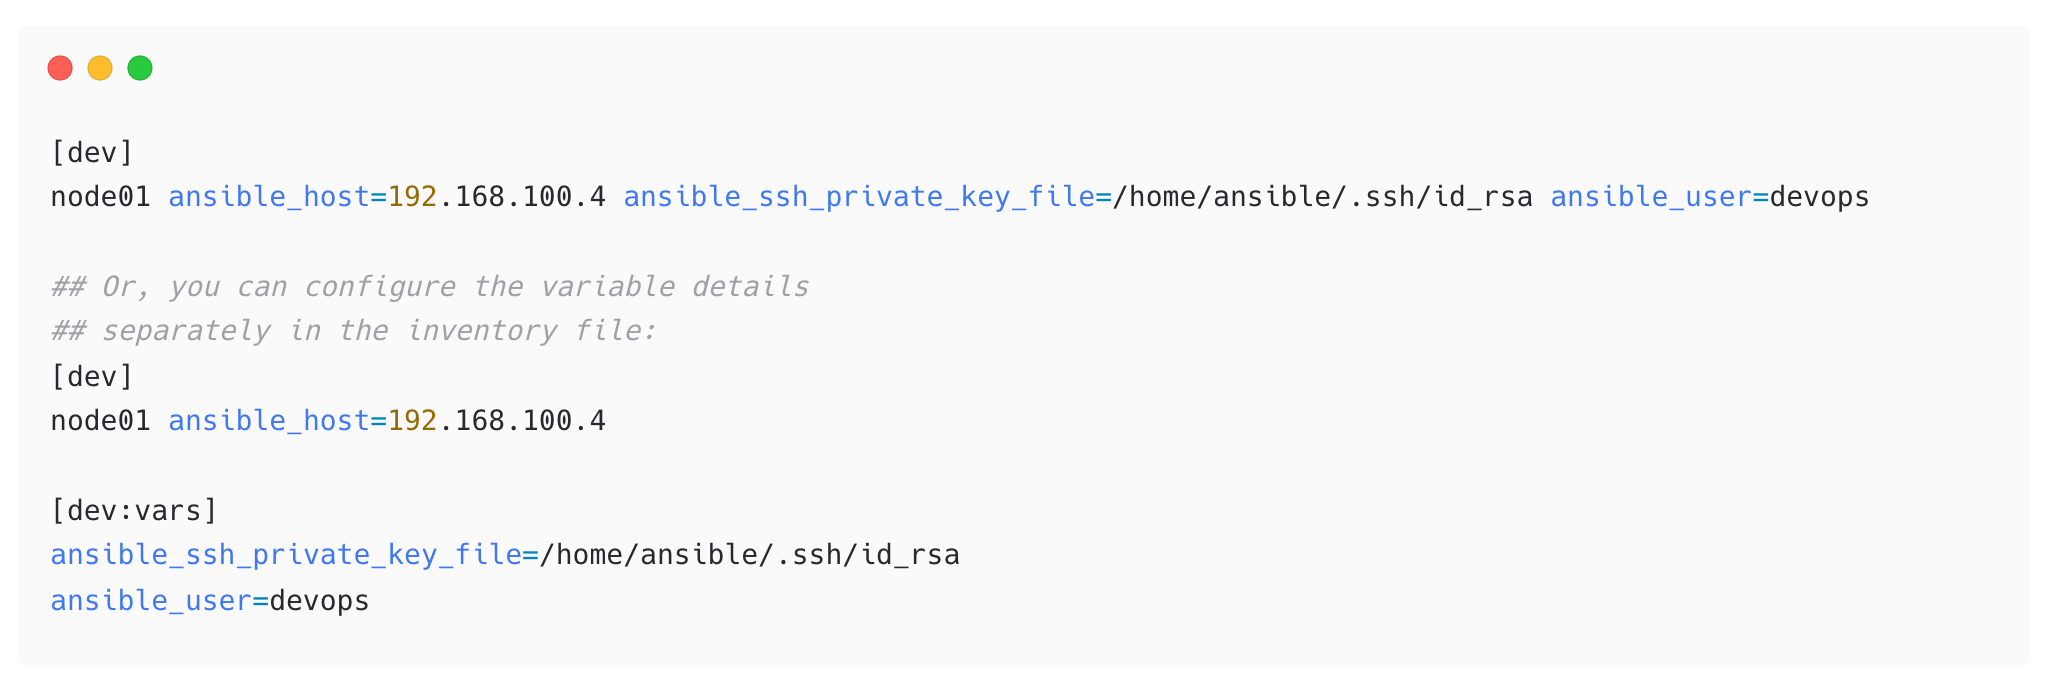 [dev]
node01 ansible_host=192.168.100.4 ansible_ssh_private_key_file=/home/ansible/.ssh/id_rsa ansible_user=devops
## Or, you can configure the variable details
## separately in the inventory file:
[dev]
node01 ansible_host=192.168.100.4
[dev:vars]
ansible_ssh_private_key_file=/home/ansible/.ssh/id_rsa
ansible_user=devops